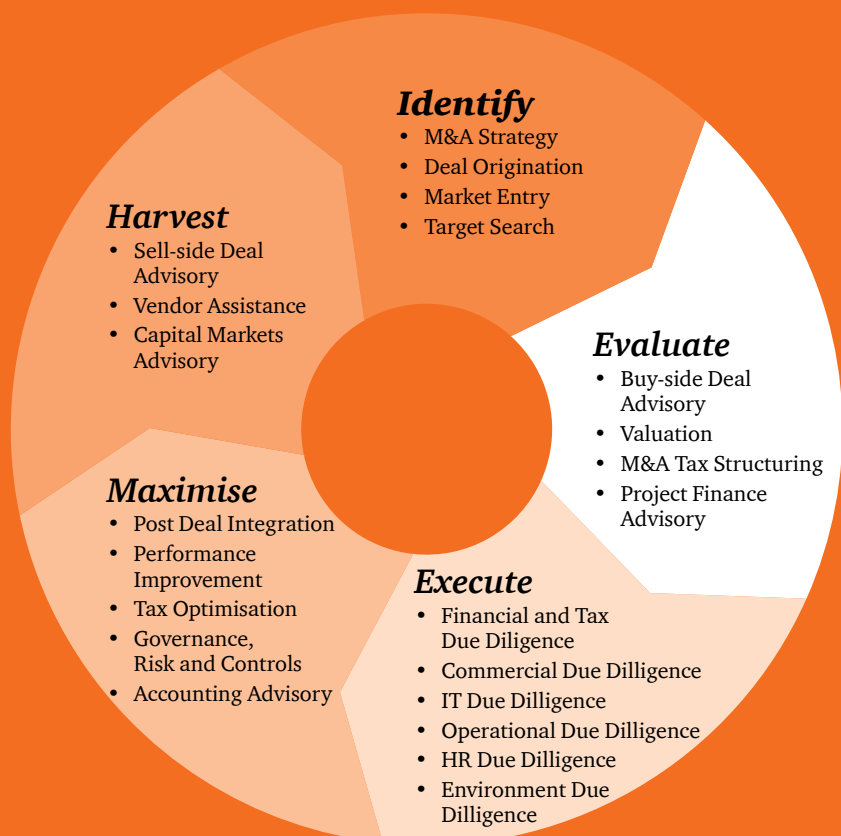 Identify
• M&A Strategy
• Deal Origination
• Market Entry
• Target Search
Evaluate
• Buy-side Deal
Advisory
• Valuation
• M&A Tax Structuring
• Project Finance
Advisory
Execute
• Financial and Tax
Due Diligence
• Commercial Due Dilligence
• IT Due Dilligence
• Operational Due Dilligence
• HR Due Dilligence
• Environment Due
Dilligence
Maximise
• Post Deal Integration
• Performance
Improvement
• Tax Optimisation
• Governance,
Risk and Controls
• Accounting Advisory
Harvest
• Sell-side Deal
Advisory
• Vendor Assistance
• Capital Markets
Advisory